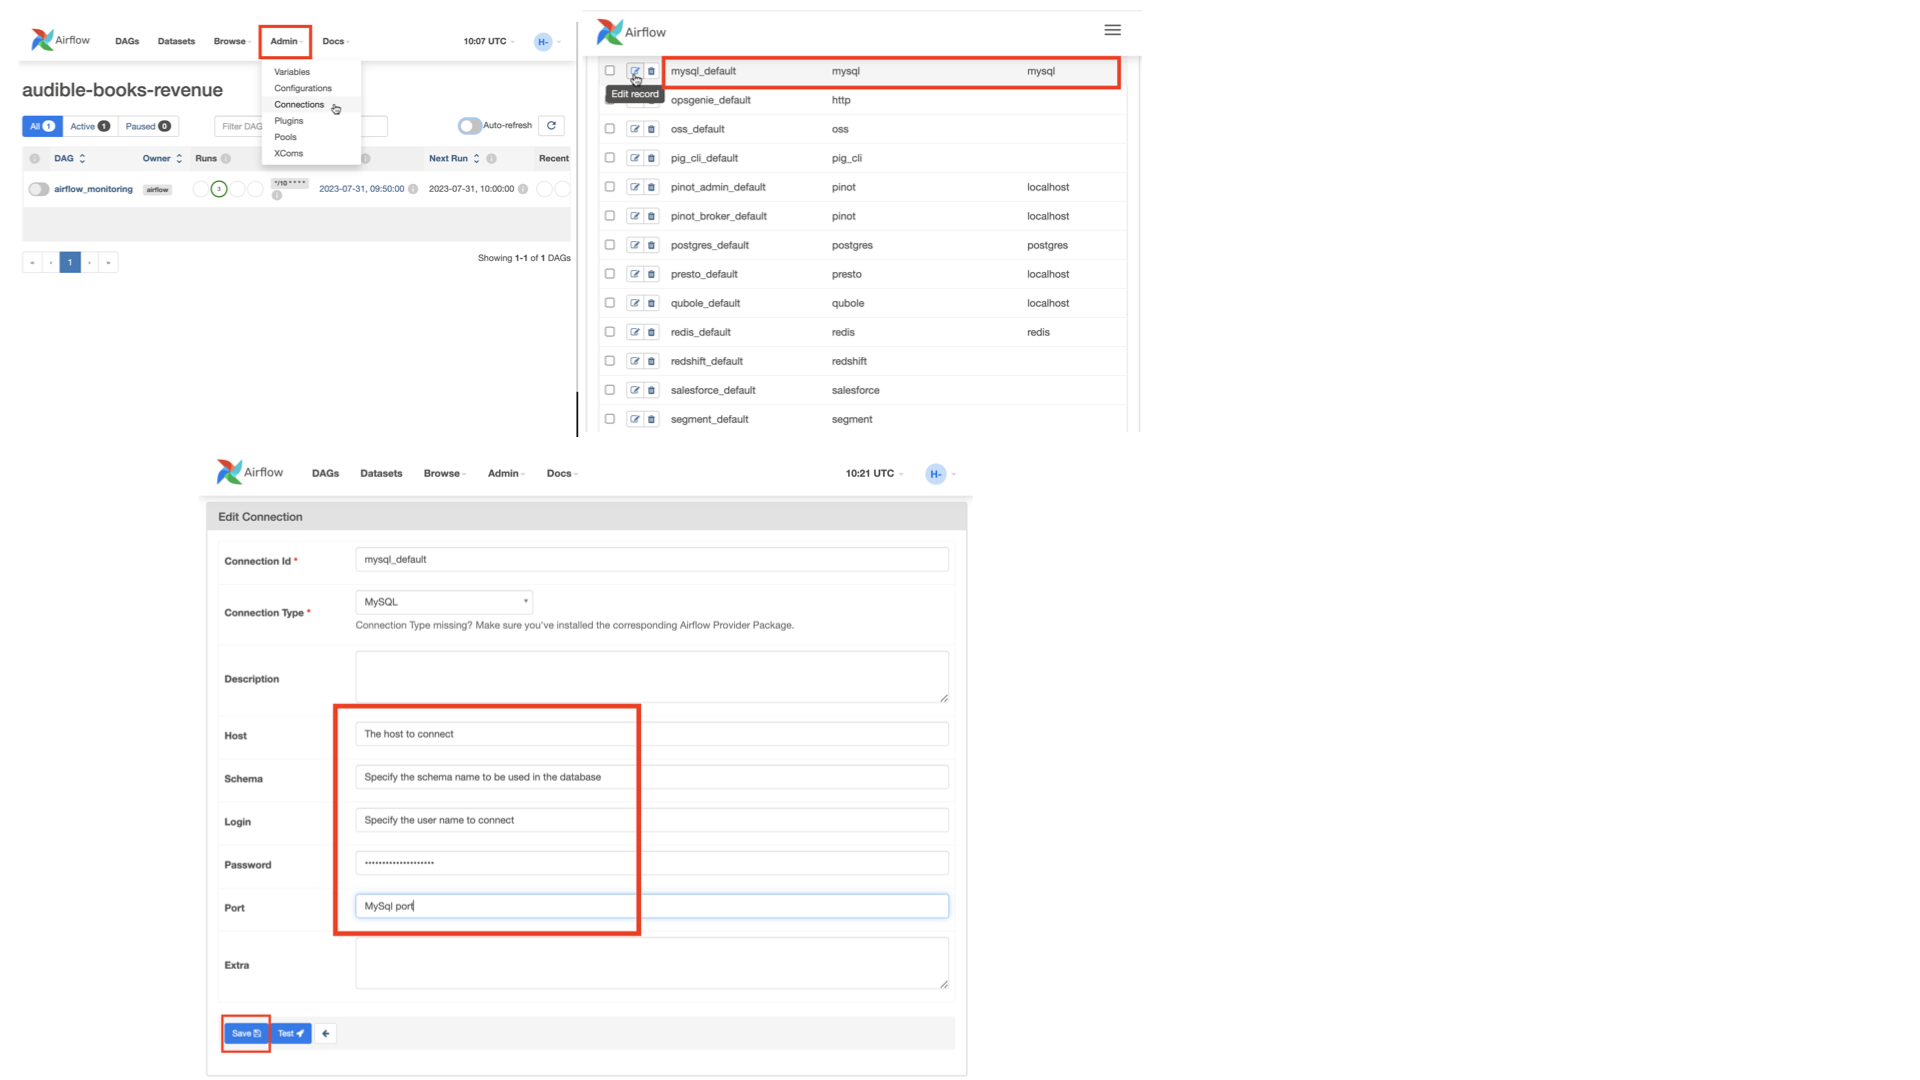 Airflow DAGs Datasets Browse Admin Docs 10:07 UTC H-
Variables
Configurations
Connections
Plugins
Pools
XComs
audible-books-revenue
All 1 Active 1 Paused 0 Filter DAG Auto-refresh
DAG Owner Runs Next Run Recent
airflow_monitoring airflow 3 */10 * * * * 2023-07-31, 09:50:00 2023-07-31, 10:00:00
« ‹ 1 › »
Showing 1-1 of 1 DAGs
Airflow
mysql_default mysql mysql
Edit record
opsgenie_default http
oss_default oss
pig_cli_default pig_cli
pinot_admin_default pinot localhost
pinot_broker_default pinot localhost
postgres_default postgres postgres
presto_default presto localhost
qubole_default qubole localhost
redis_default redis redis
redshift_default redshift
salesforce_default salesforce
segment_default segment
Airflow DAGs Datasets Browse Admin Docs 10:21 UTC H-
Edit Connection
Connection Id * mysql_default
Connection Type * MySQL
Connection Type missing? Make sure you've installed the corresponding Airflow Provider Package.
Description
Host The host to connect
Schema Specify the schema name to be used in the database
Login Specify the user name to connect
Password ••••••••••••••••••••
Port MySql port
Extra
Save Test